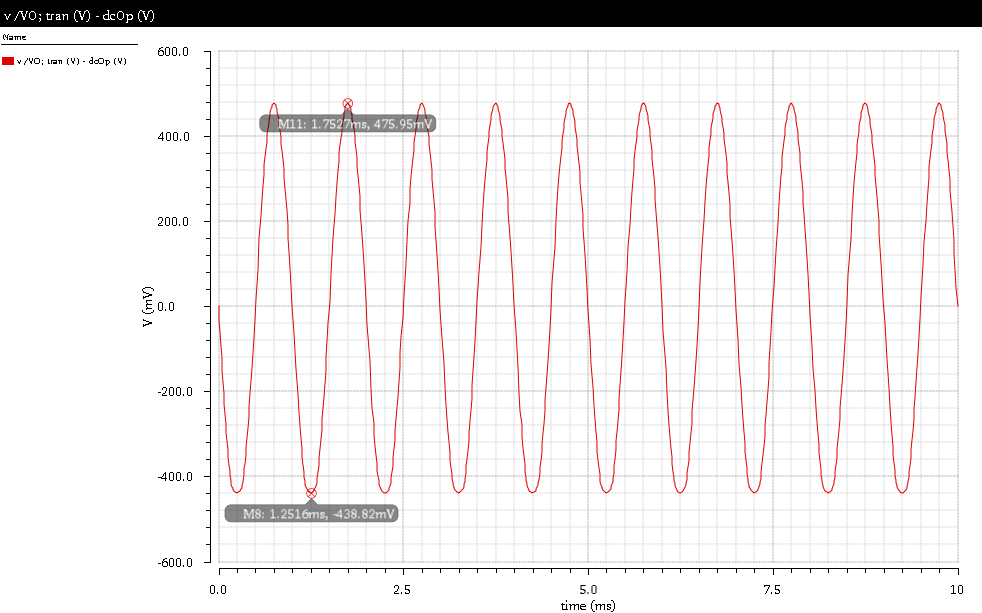 v /VO; tran (V) - dcOp (V)
Name
v /VO; tran (V) - dcOp (V)
600.0
M11: 1.7527ms, 475.95mV
400.0
200.0
V (mV)
0.0
-200.0
-400.0
M8: 1.2516ms, -438.82mV
-600.0
0.0 2.5 5.0 7.5 10
time (ms)